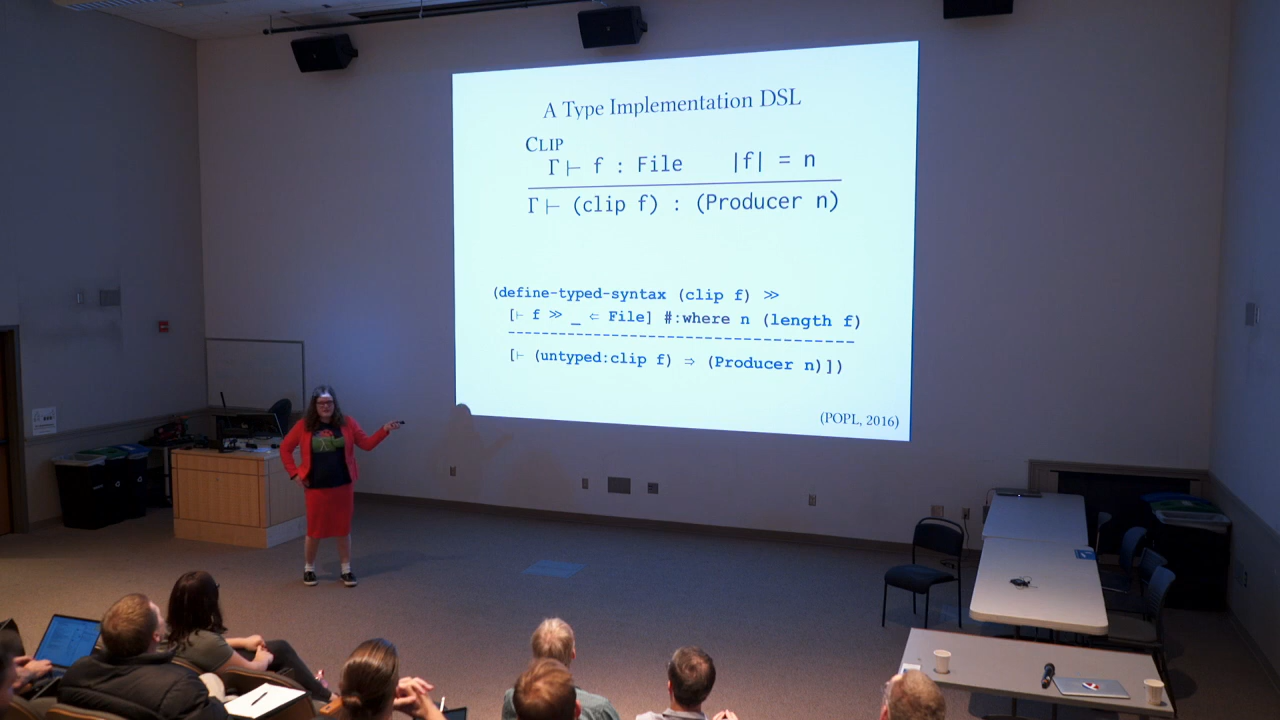 A Type Implementation DSL
CLIP
Γ ⊢ f : File |f| = n
Γ ⊢ (clip f) : (Producer n)
(define-typed-syntax (clip f) ≫
[⊢ f ≫ _ ⇐ File] #:where n (length f)
----------------------------------
[⊢ (untyped:clip f) ⇒ (Producer n)])
(POPL, 2016)